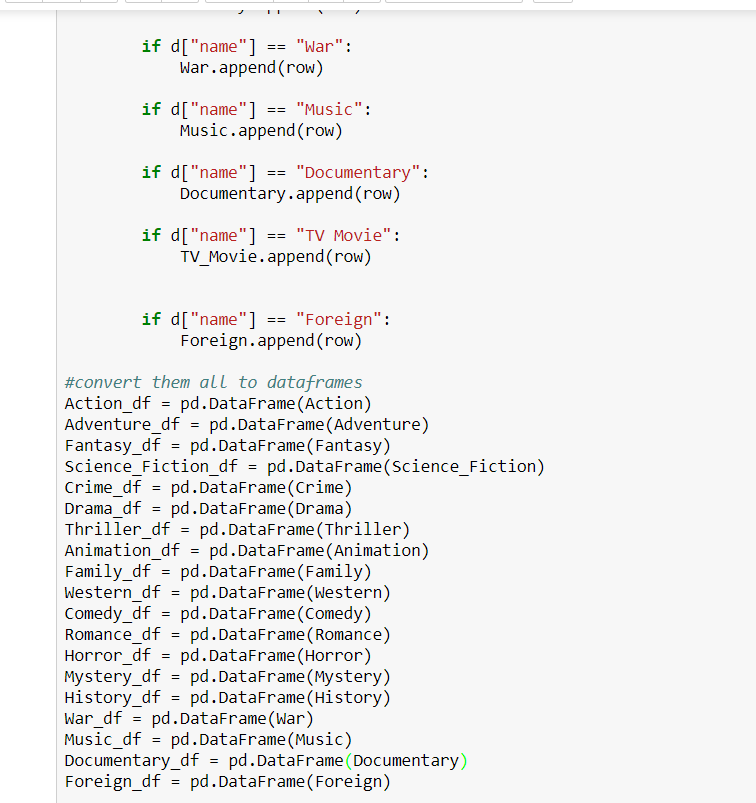 if d["name"] == "War":
War.append(row)
if d["name"] == "Music":
Music.append(row)
if d["name"] == "Documentary":
Documentary.append(row)
if d["name"] == "TV Movie":
TV_Movie.append(row)
if d["name"] == "Foreign":
Foreign.append(row)
#convert them all to dataframes
Action_df = pd.DataFrame(Action)
Adventure_df = pd.DataFrame(Adventure)
Fantasy_df = pd.DataFrame(Fantasy)
Science_Fiction_df = pd.DataFrame(Science_Fiction)
Crime_df = pd.DataFrame(Crime)
Drama_df = pd.DataFrame(Drama)
Thriller_df = pd.DataFrame(Thriller)
Animation_df = pd.DataFrame(Animation)
Family_df = pd.DataFrame(Family)
Western_df = pd.DataFrame(Western)
Comedy_df = pd.DataFrame(Comedy)
Romance_df = pd.DataFrame(Romance)
Horror_df = pd.DataFrame(Horror)
Mystery_df = pd.DataFrame(Mystery)
History_df = pd.DataFrame(History)
War_df = pd.DataFrame(War)
Music_df = pd.DataFrame(Music)
Documentary_df = pd.DataFrame(Documentary)
Foreign_df = pd.DataFrame(Foreign)